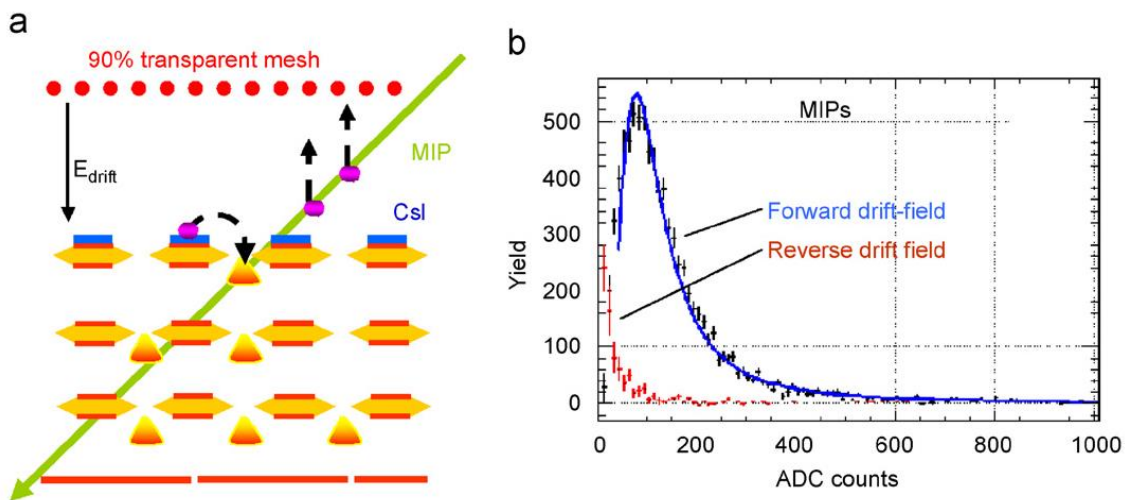 a
90% transparent mesh
E_drift
MIP
CsI
b
MIPs
Forward drift-field
Reverse drift field
Yield
500
400
300
200
100
0
0 200 400 600 800 1000
ADC counts